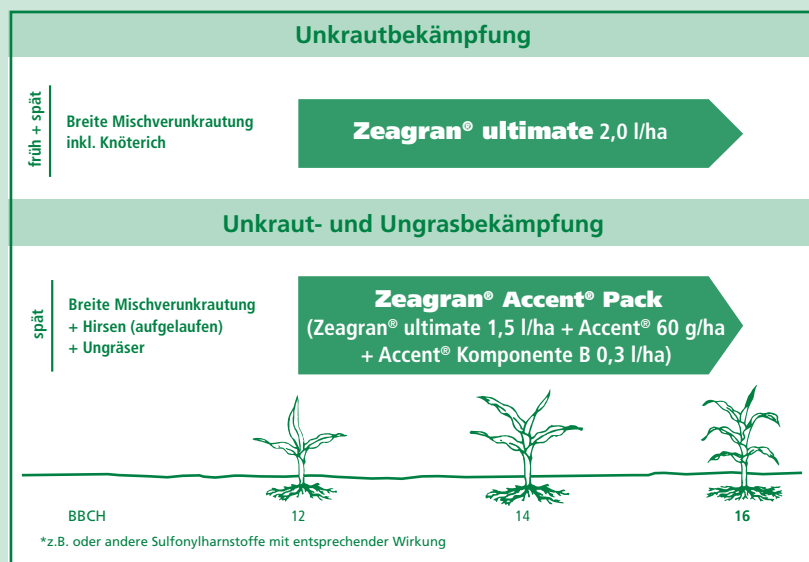 Unkrautbekämpfung
früh + spät
Breite Mischverunkrautung
inkl. Knöterich
Zeagran® ultimate 2,0 l/ha
Unkraut- und Ungrasbekämpfung
spät
Breite Mischverunkrautung
+ Hirsen (aufgelaufen)
+ Ungräser
Zeagran® Accent® Pack
(Zeagran® ultimate 1,5 l/ha + Accent® 60 g/ha
+ Accent® Komponente B 0,3 l/ha)
BBCH 12 14 16
*z.B. oder andere Sulfonylharnstoffe mit entsprechender Wirkung